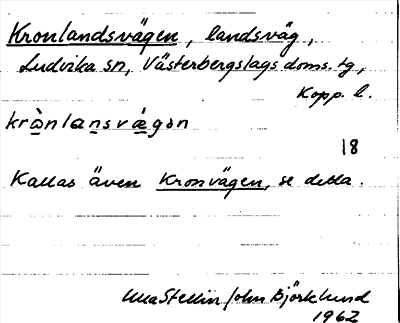 Kronlandsvägen, landsväg,
Ludvika sn, Västerbergslags doms. tg,
Kopp. l.
krònlansvägən
18
Kallas även Kronvägen, se detta.
Ulla Stellin / John Björklund
1962